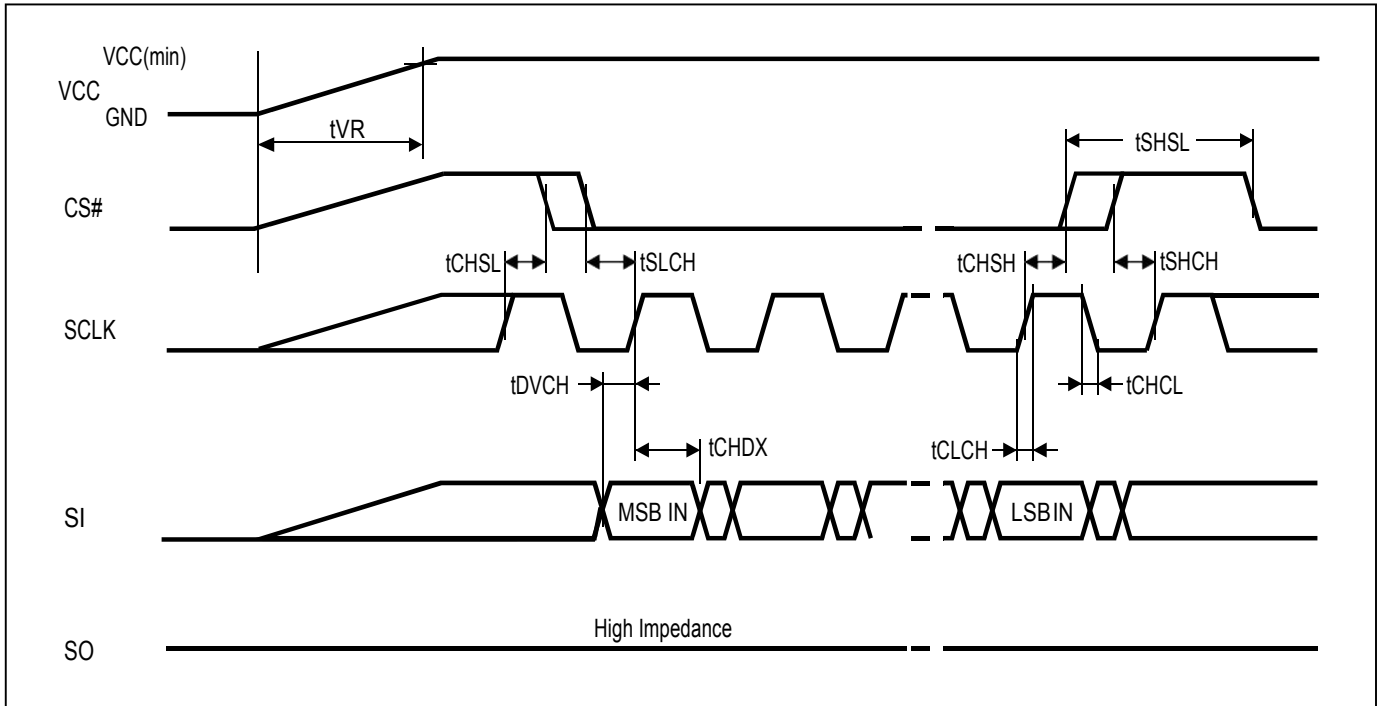 VCC(min)
VCC
GND
tVR
tSHSL
CS#
tCHSL
tSLCH
tCHSH
tSHCH
SCLK
tDVCH
tCHCL
tCHDX
tCLCH
SI
MSB IN
LSB IN
High Impedance
SO